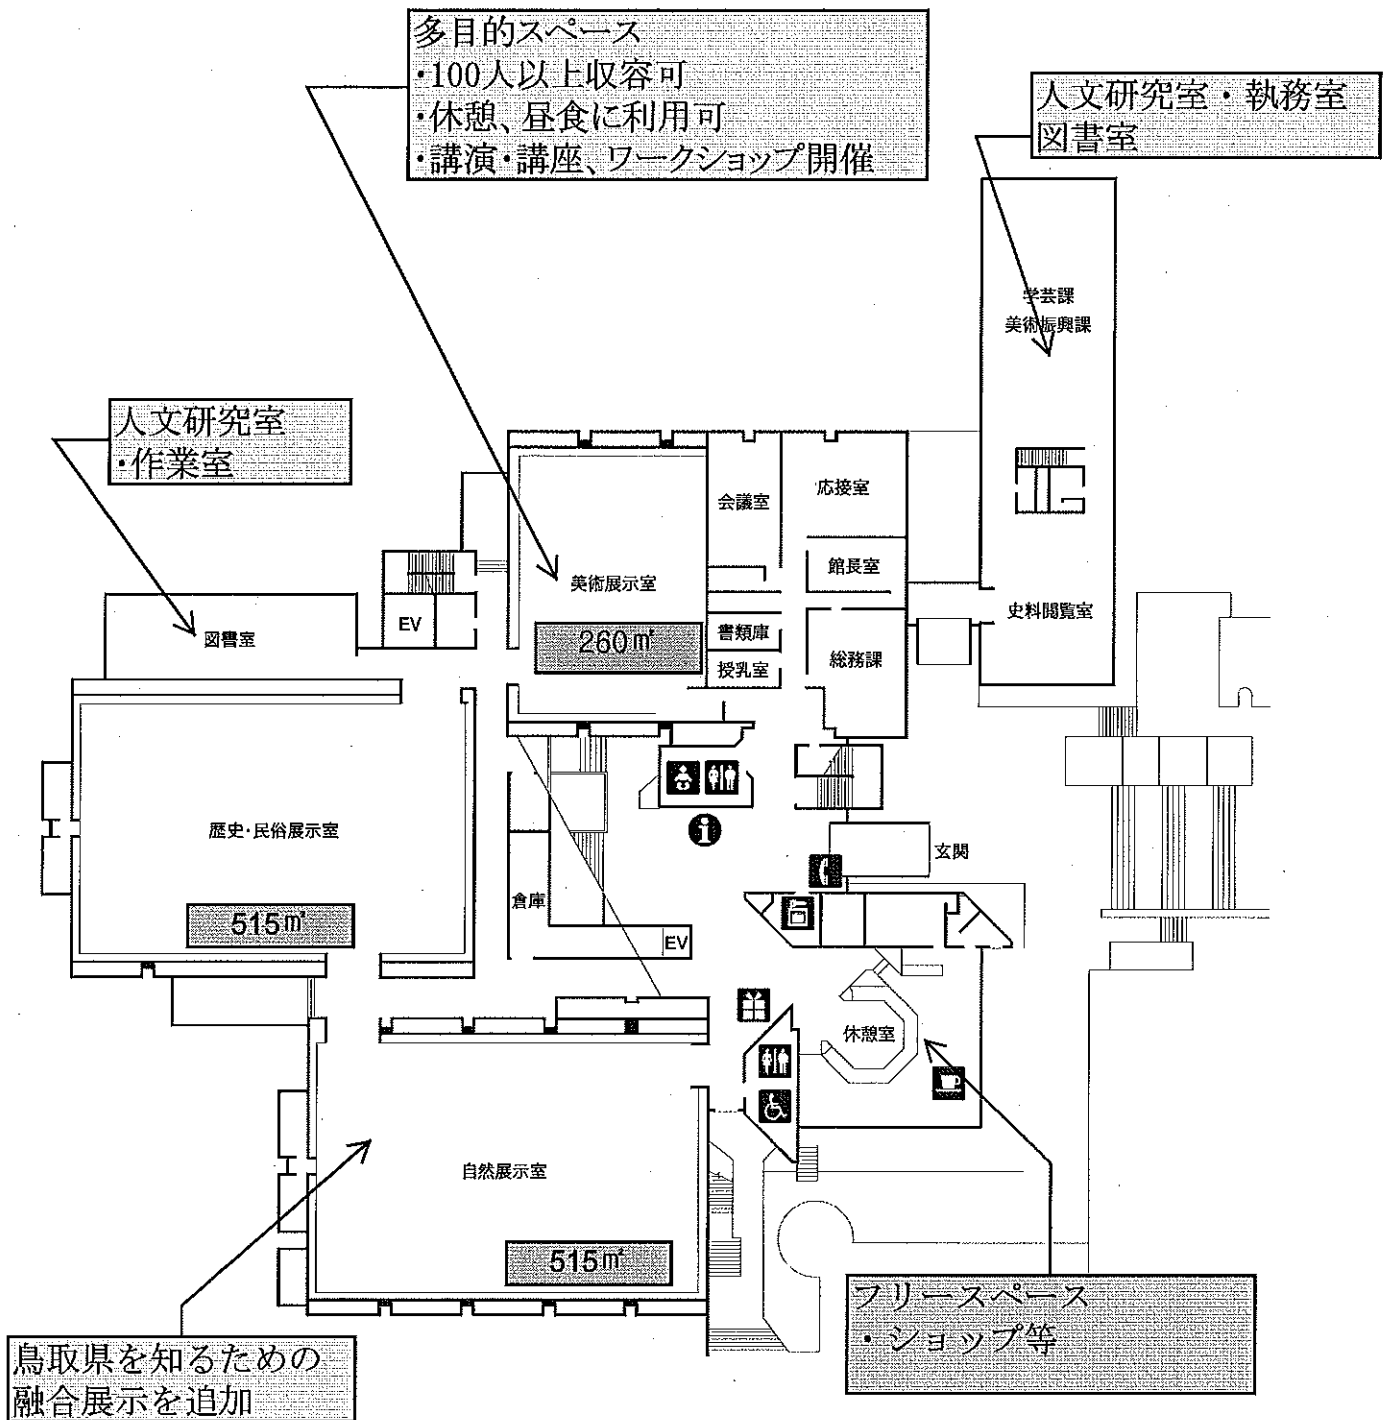 多目的スペース
・100人以上収容可
・休憩、昼食に利用可
・講演・講座、ワークショップ開催
人文研究室・執務室
図書室
学芸課
美術振興課
人文研究室
・作業室
会議室
応接室
館長室
美術展示室
260㎡
書類庫
授乳室
総務課
史料閲覧室
EV
図書室
歴史・民俗展示室
515㎡
倉庫
玄関
EV
休憩室
自然展示室
515㎡
フリースペース
・ショップ等
鳥取県を知るための
融合展示を追加